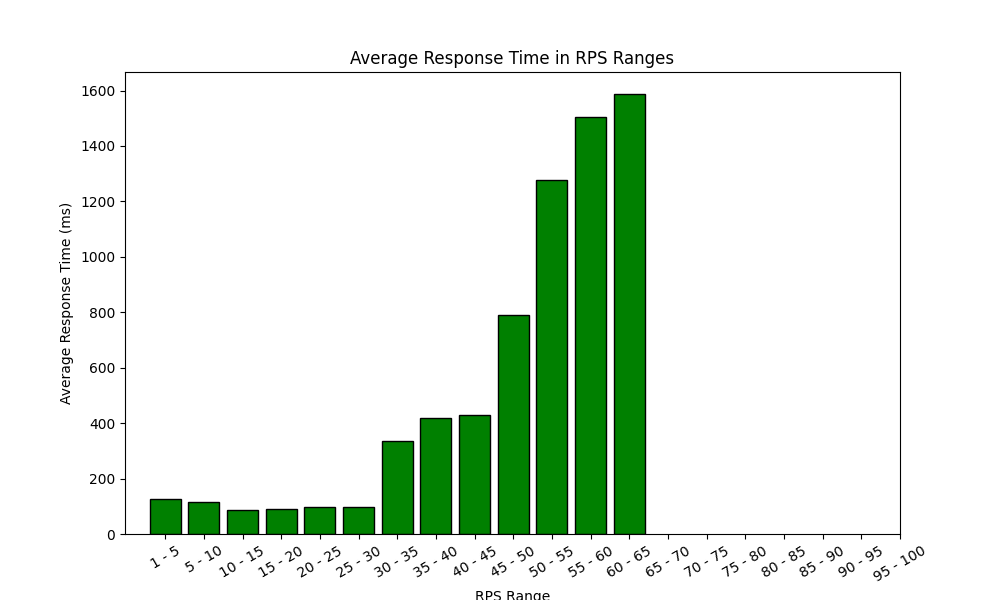 Average Response Time in RPS Ranges
Average Response Time (ms)
1600
1400
1200
1000
800
600
400
200
0
1 - 5
5 - 10
10 - 15
15 - 20
20 - 25
25 - 30
30 - 35
35 - 40
40 - 45
45 - 50
50 - 55
55 - 60
60 - 65
65 - 70
70 - 75
75 - 80
80 - 85
85 - 90
90 - 95
95 - 100
RPS Range